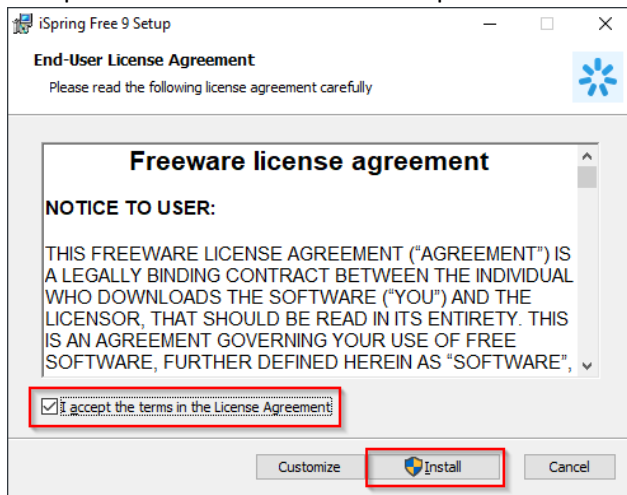 iSpring Free 9 Setup
End-User License Agreement
Please read the following license agreement carefully
Freeware license agreement
NOTICE TO USER:
THIS FREEWARE LICENSE AGREEMENT (“AGREEMENT”) IS
A LEGALLY BINDING CONTRACT BETWEEN THE INDIVIDUAL
WHO DOWNLOADS THE SOFTWARE (“YOU”) AND THE
LICENSOR, THAT SHOULD BE READ IN ITS ENTIRETY. THIS
IS AN AGREEMENT GOVERNING YOUR USE OF FREE
SOFTWARE, FURTHER DEFINED HEREIN AS “SOFTWARE”,
I accept the terms in the License Agreement
Customize
Install
Cancel